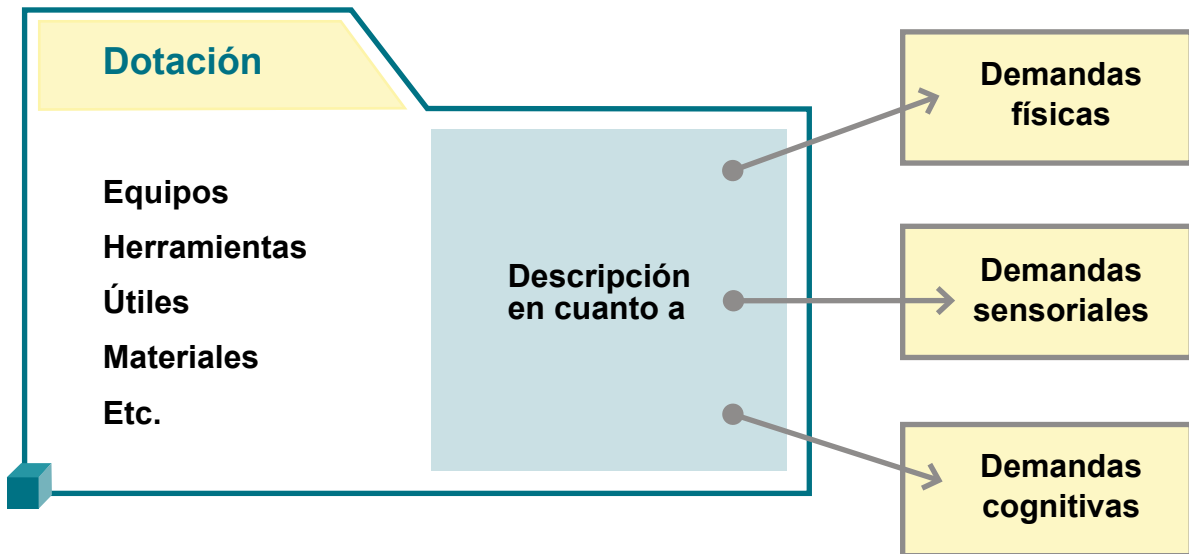 Dotación
Equipos
Herramientas
Útiles
Materiales
Etc.
Descripción
en cuanto a
Demandas
físicas
Demandas
sensoriales
Demandas
cognitivas